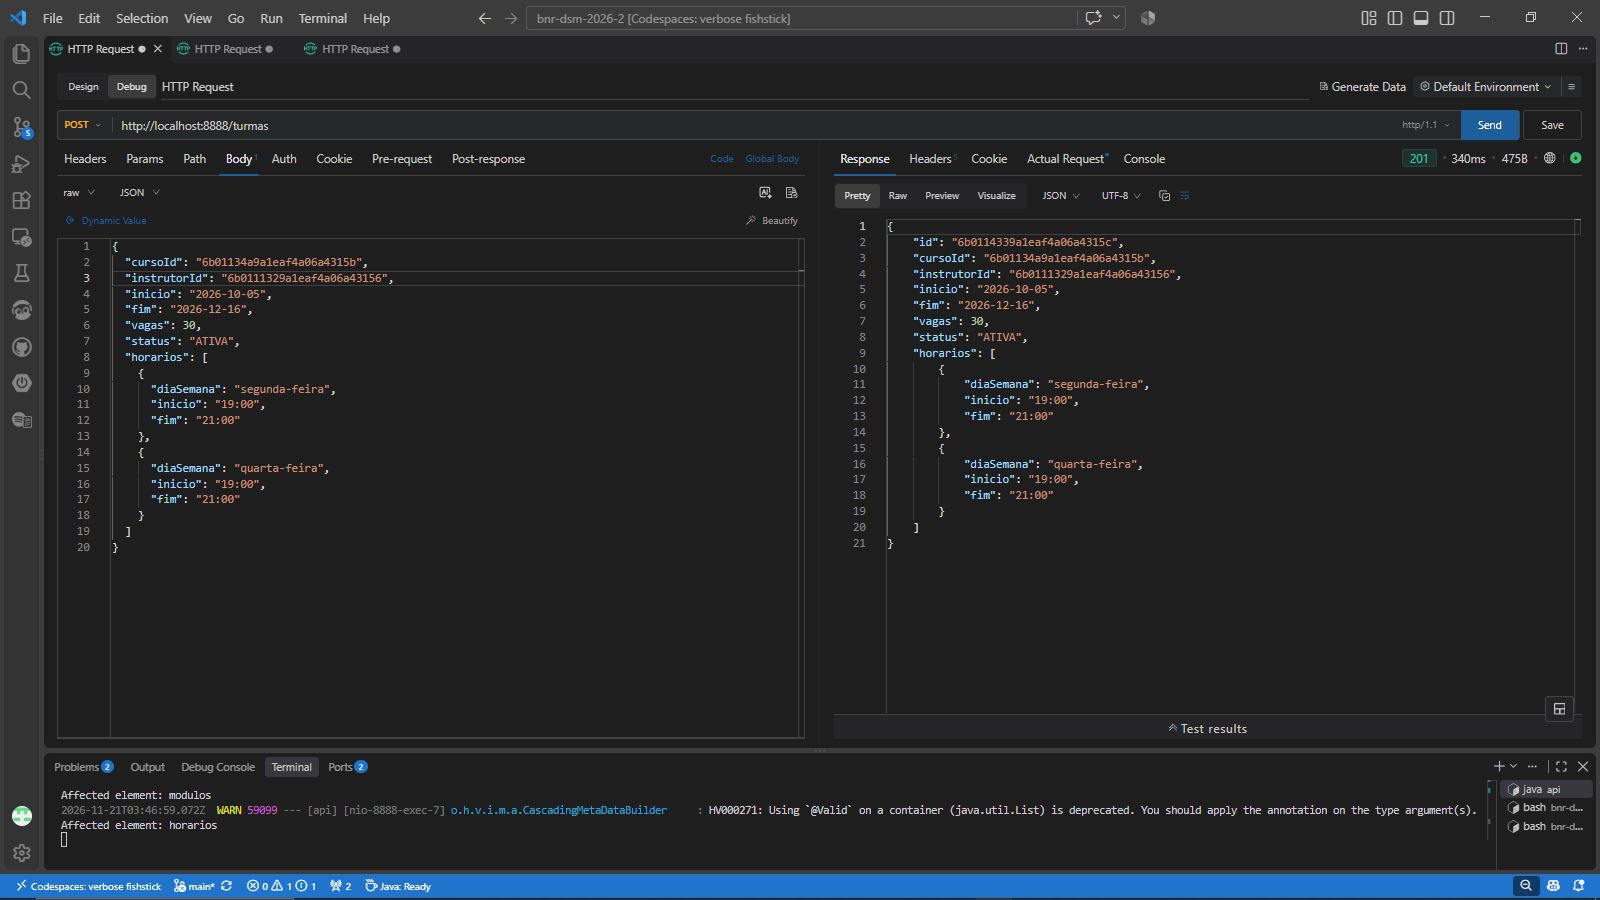 File Edit Selection View Go Run Terminal Help
bnr-dsm-2026-2 [Codespaces: verbose fishstick]
HTTP Request HTTP Request HTTP Request
Design Debug HTTP Request Generate Data Default Environment
POST http://localhost:8888/turmas http/1.1 Send Save
Headers Params Path Body 1 Auth Cookie Pre-request Post-response Code Global Body
raw JSON
Dynamic Value Beautify
1 {
2 "cursoId": "6b01134a9a1eaf4a06a4315b",
3 "instrutorId": "6b0111329a1eaf4a06a43156",
4 "inicio": "2026-10-05",
5 "fim": "2026-12-16",
6 "vagas": 30,
7 "status": "ATIVA",
8 "horarios": [
9 {
10 "diaSemana": "segunda-feira",
11 "inicio": "19:00",
12 "fim": "21:00"
13 },
14 {
15 "diaSemana": "quarta-feira",
16 "inicio": "19:00",
17 "fim": "21:00"
18 }
19 ]
20 }
Response Headers 5 Cookie Actual Request Console 201 340ms 475B
Pretty Raw Preview Visualize JSON UTF-8
1 {
2 "id": "6b0114339a1eaf4a06a4315c",
3 "cursoId": "6b01134a9a1eaf4a06a4315b",
4 "instrutorId": "6b0111329a1eaf4a06a43156",
5 "inicio": "2026-10-05",
6 "fim": "2026-12-16",
7 "vagas": 30,
8 "status": "ATIVA",
9 "horarios": [
10 {
11 "diaSemana": "segunda-feira",
12 "inicio": "19:00",
13 "fim": "21:00"
14 },
15 {
16 "diaSemana": "quarta-feira",
17 "inicio": "19:00",
18 "fim": "21:00"
19 }
20 ]
21 }
Test results
Problems 2 Output Debug Console Terminal Ports 2
Affected element: modulos
2026-11-21T03:46:59.072Z WARN 59099 --- [api] [nio-8888-exec-7] o.h.v.i.m.a.CascadingMetaDataBuilder : HV000271: Using `@Valid` on a container (java.util.List) is deprecated. You should apply the annotation on the type argument(s).
Affected element: horarios
java api
bash bnr-d...
bash bnr-d...
Codespaces: verbose fishstick main* 0 1 1 2 Java: Ready